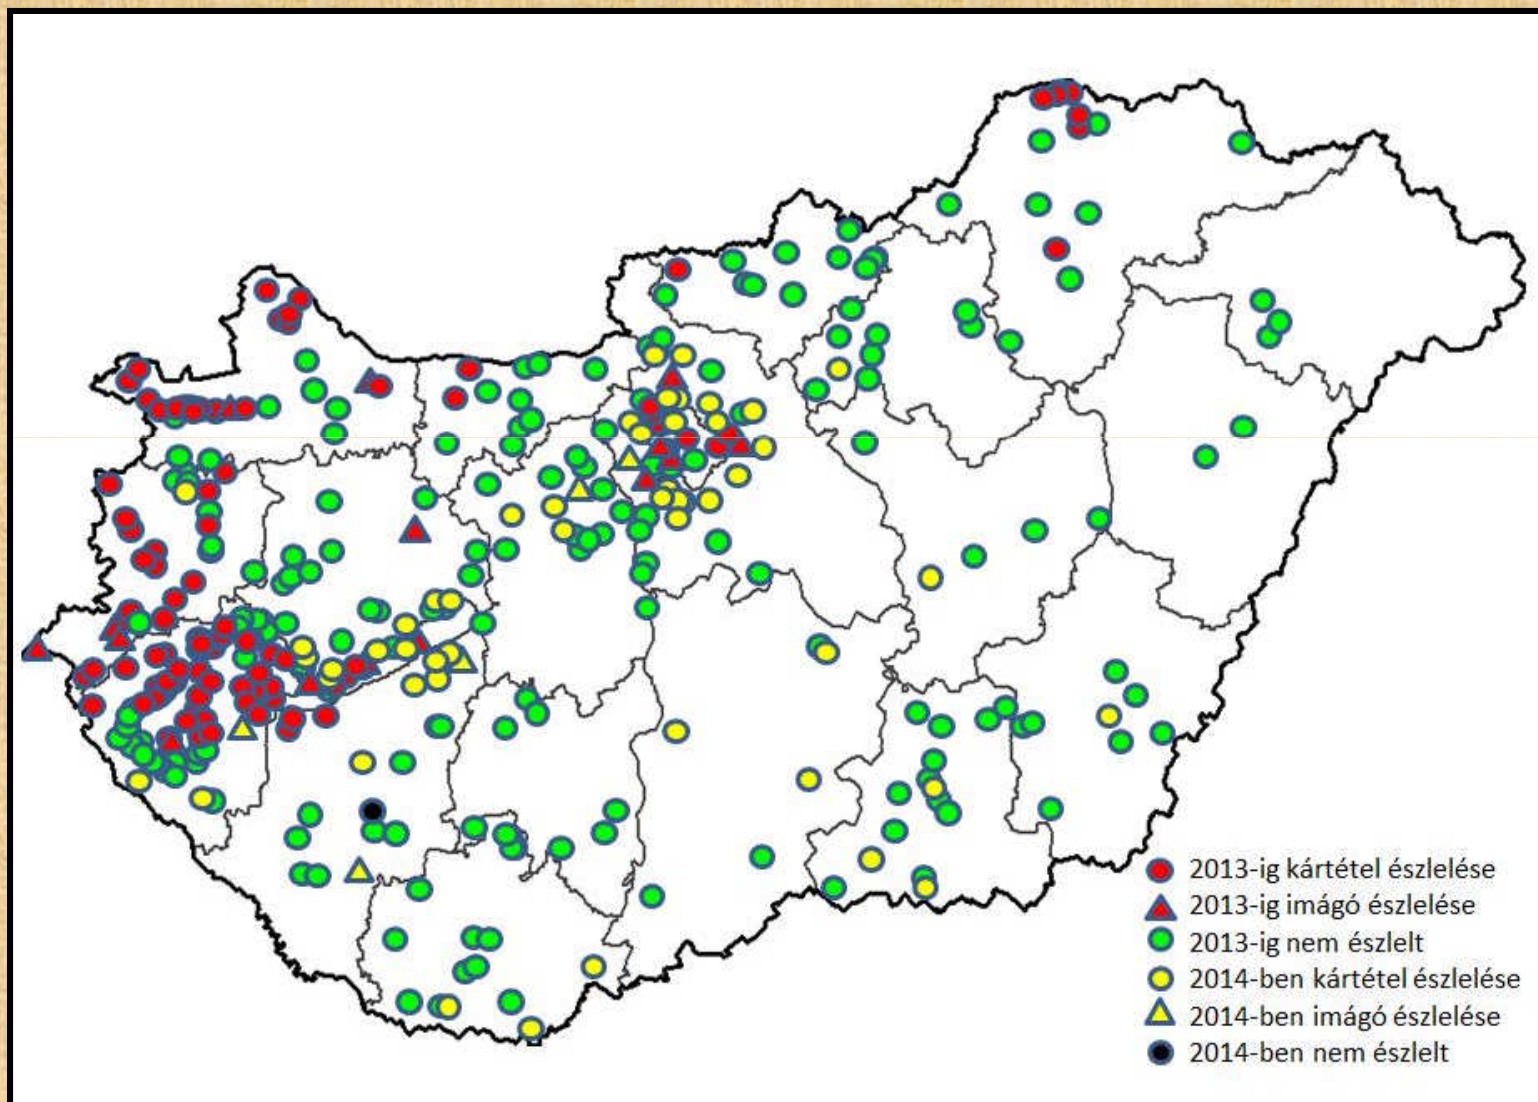 2013-ig kártétel észlelése
2013-ig imágó észlelése
2013-ig nem észlelt
2014-ben kártétel észlelése
2014-ben imágó észlelése
2014-ben nem észlelt